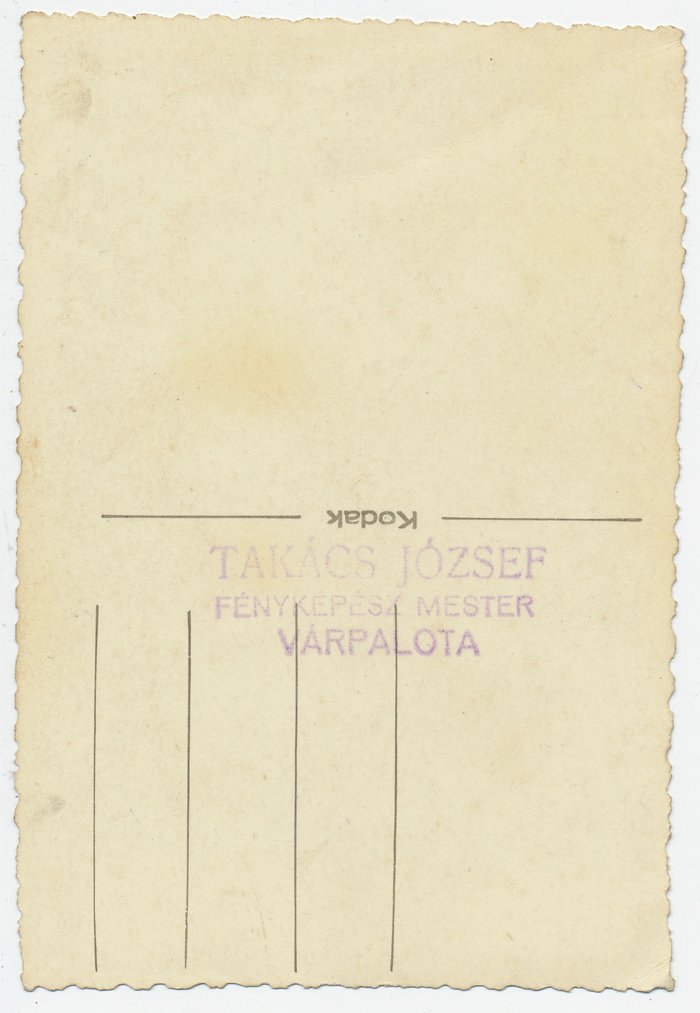 Kodak
TAKÁCS JÓZSEF
FÉNYKÉPÉSZ MESTER
VÁRPALOTA